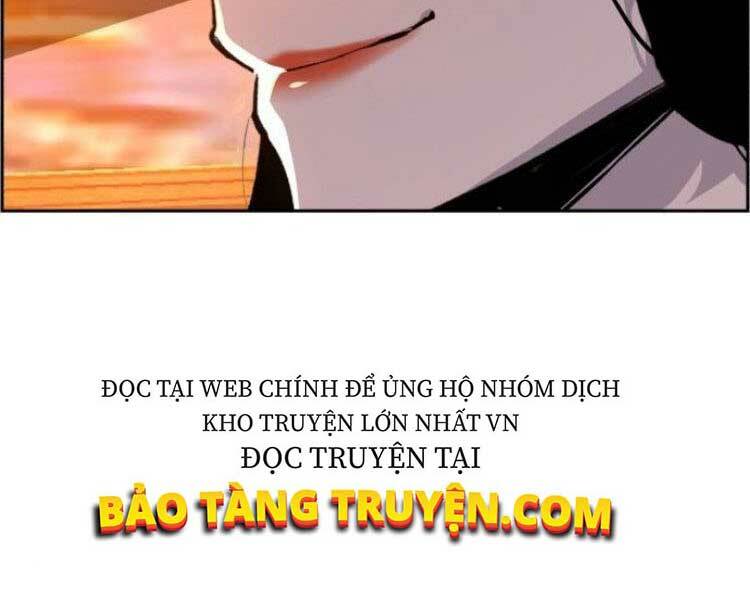 ĐỌC TẠI WEB CHÍNH ĐỂ ỦNG HỘ NHÓM DỊCH
KHO TRUYỆN LỚN NHẤT VN
ĐỌC TRUYỆN TẠI
BẢO TÀNG TRUYỆN.COM